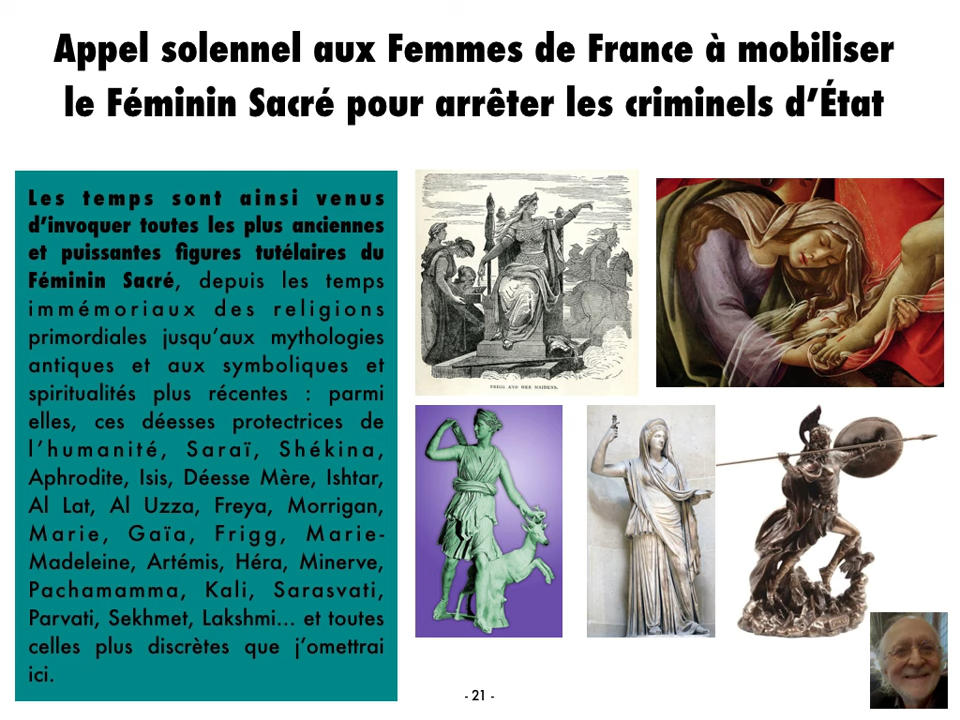 Appel solennel aux Femmes de France à mobiliser
le Féminin Sacré pour arrêter les criminels d'État
Les temps sont ainsi venus
d'invoquer toutes les plus anciennes
et puissantes figures tutélaires du
Féminin Sacré, depuis les temps
immémoriaux des religions
primordiales jusqu'aux mythologies
antiques et aux symboliques et
spiritualités plus récentes : parmi
elles, ces déesses protectrices de
l'humanité, Saraï, Shékina,
Aphrodite, Isis, Déesse Mère, Ishtar,
Al Lat, Al Uzza, Freya, Morrigan,
Marie, Gaïa, Frigg, Marie-
Madeleine, Artémis, Héra, Minerve,
Pachamamma, Kali, Sarasvati,
Parvati, Sekhmet, Lakshmi... et toutes
celles plus discrètes que j'omettrai
ici.
FRIGG AND HER MAIDENS.
- 21 -